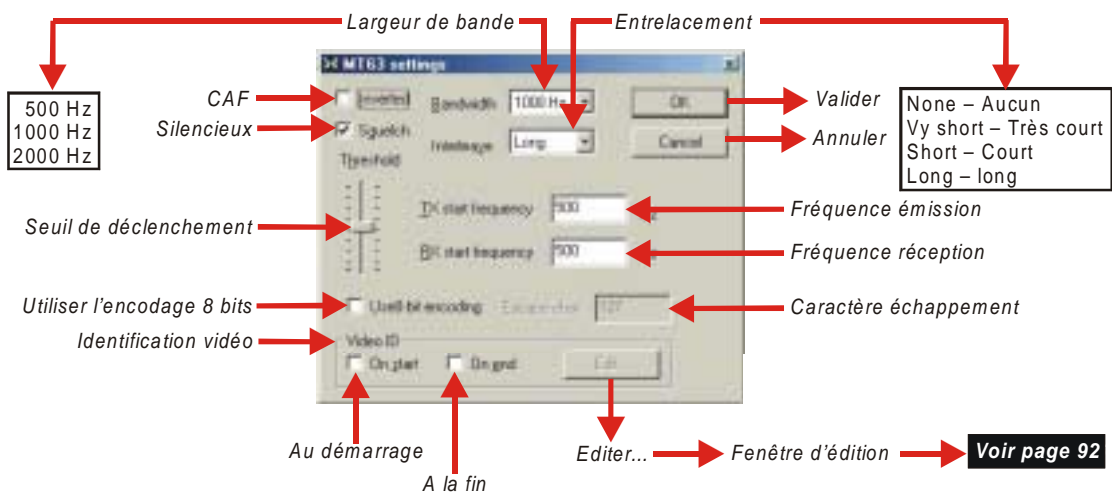 Largeur de bande
Entrelacement
MT63 settings
500 Hz
1000 Hz
2000 Hz
CAF
Inverted
Bandwidth
1000 Hz
OK
Valider
None – Aucun
Vy short – Très court
Short – Court
Long – long
Silencieux
Squelch
Interleave
Long
Cancel
Annuler
Threshold
Seuil de déclenchement
TX start frequency
500
Fréquence émission
RX start frequency
500
Fréquence réception
Utiliser l'encodage 8 bits
Use 8-bit encoding
127
Caractère échappement
Identification vidéo
Video ID
On start
On end
Edit
Au démarrage
A la fin
Editer...
Fenêtre d'édition
Voir page 92